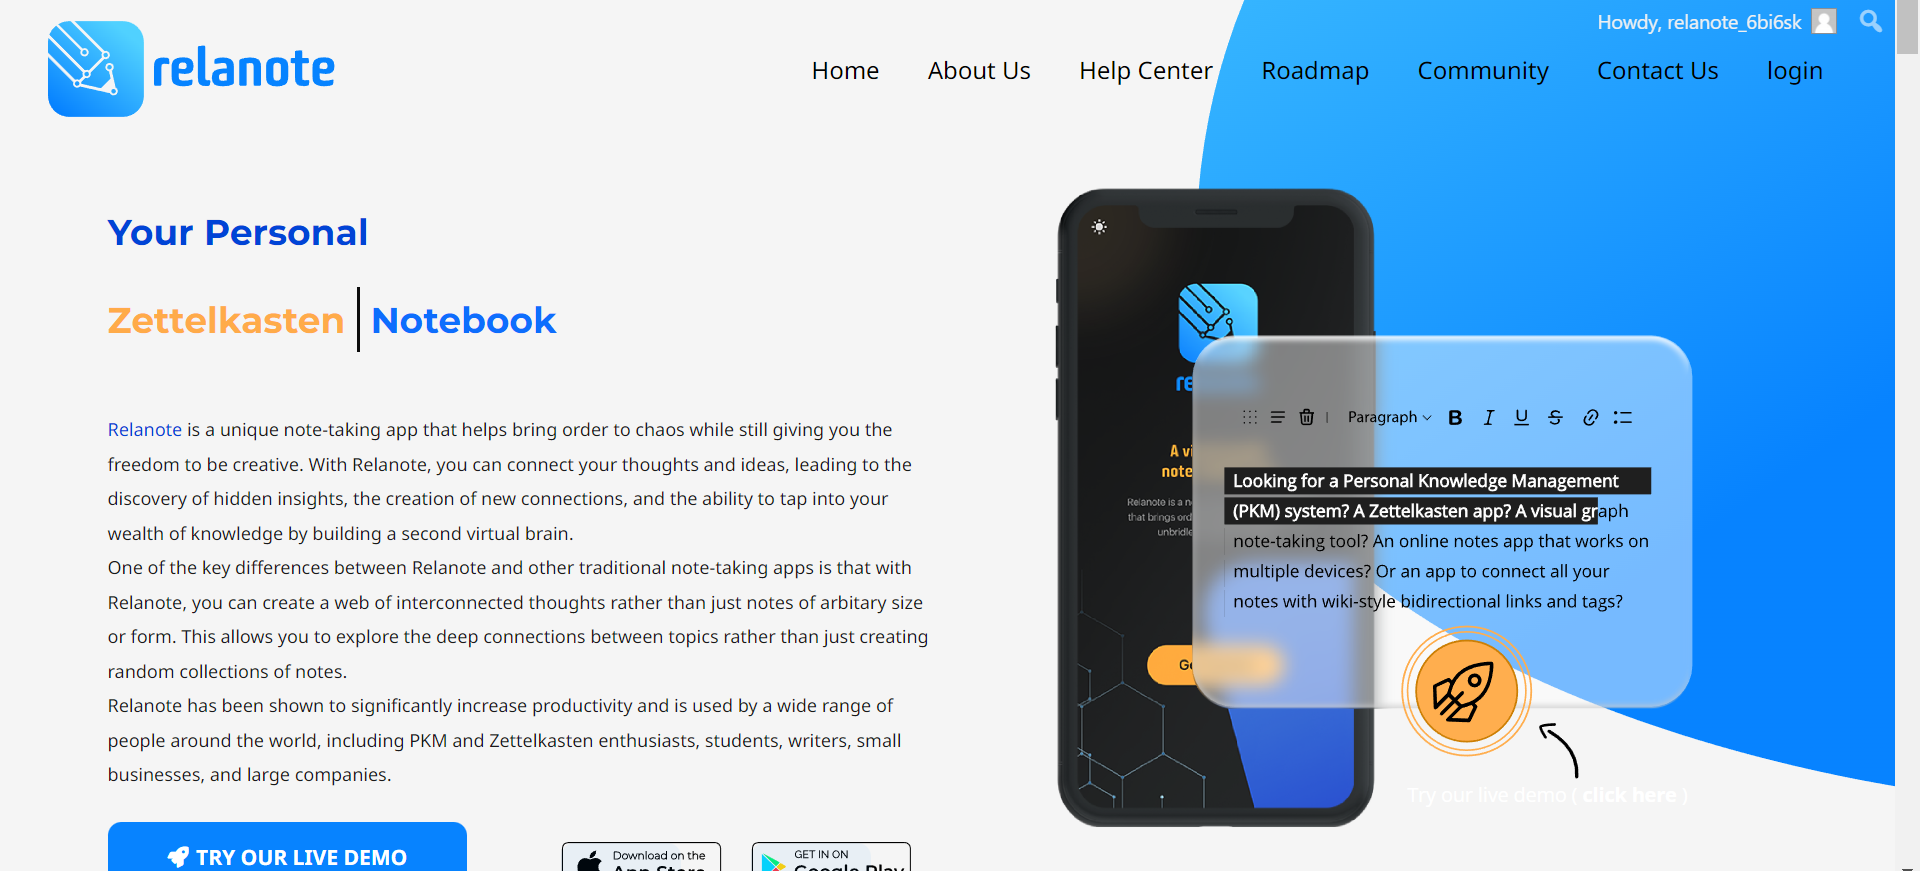 Howdy, relanote_6bi6sk
relanote
Home
About Us
Help Center
Roadmap
Community
Contact Us
login
Your Personal
Zettelkasten Notebook
Relanote is a unique note-taking app that helps bring order to chaos while still giving you the
freedom to be creative. With Relanote, you can connect your thoughts and ideas, leading to the
discovery of hidden insights, the creation of new connections, and the ability to tap into your
wealth of knowledge by building a second virtual brain.
One of the key differences between Relanote and other traditional note-taking apps is that with
Relanote, you can create a web of interconnected thoughts rather than just notes of arbitary size
or form. This allows you to explore the deep connections between topics rather than just creating
random collections of notes.
Relanote has been shown to significantly increase productivity and is used by a wide range of
people around the world, including PKM and Zettelkasten enthusiasts, students, writers, small
businesses, and large companies.
TRY OUR LIVE DEMO
Download on the
App Store
GET IN ON
Google Play
re
A vi
note
Relanote is a n
that brings ord
unbridle
Ge
Paragraph
B I U S
Looking for a Personal Knowledge Management
(PKM) system? A Zettelkasten app? A visual graph
note-taking tool? An online notes app that works on
multiple devices? Or an app to connect all your
notes with wiki-style bidirectional links and tags?
Try our live demo ( click here )